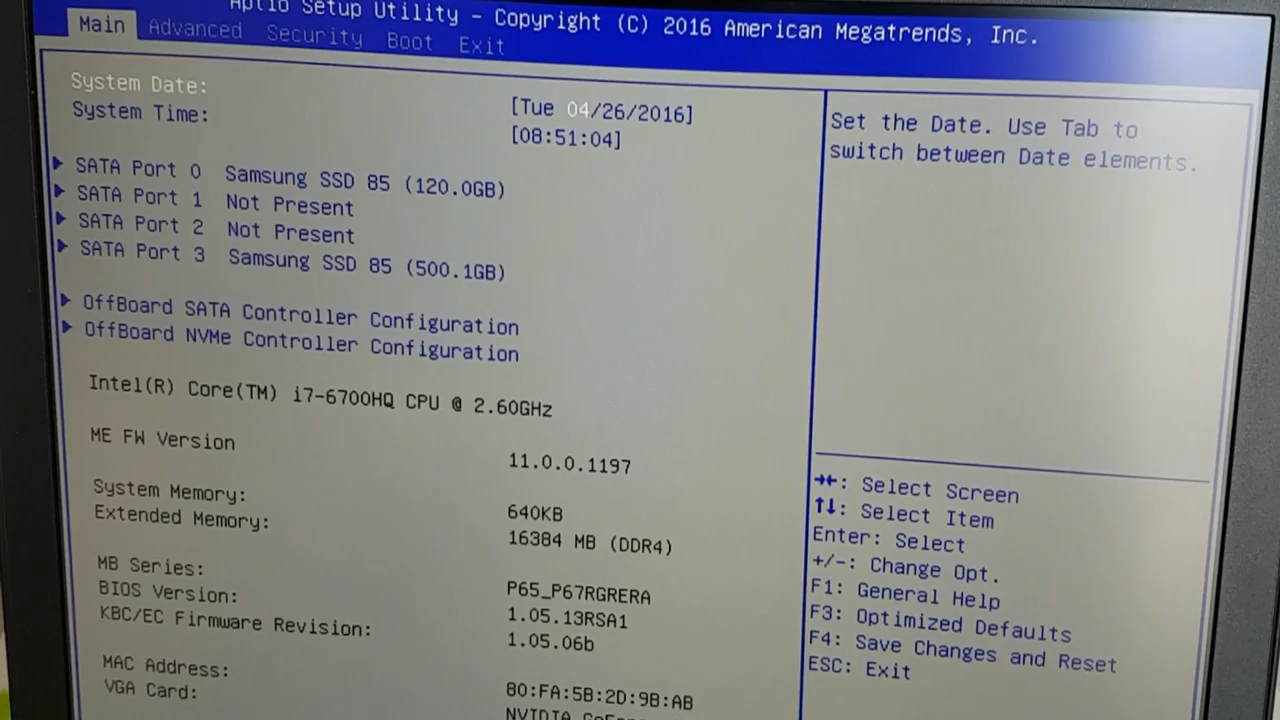 Aptio Setup Utility - Copyright (C) 2016 American Megatrends, Inc.
Main Advanced Security Boot Exit
System Date: [Tue 04/26/2016]
System Time: [08:51:04]
SATA Port 0 Samsung SSD 85 (120.0GB)
SATA Port 1 Not Present
SATA Port 2 Not Present
SATA Port 3 Samsung SSD 85 (500.1GB)
OffBoard SATA Controller Configuration
OffBoard NVMe Controller Configuration
Intel(R) Core(TM) i7-6700HQ CPU @ 2.60GHz
ME FW Version 11.0.0.1197
System Memory: 640KB
Extended Memory: 16384 MB (DDR4)
MB Series: P65_P67RGRERA
BIOS Version: 1.05.13RSA1
KBC/EC Firmware Revision: 1.05.06b
MAC Address: 80:FA:5B:2D:9B:AB
VGA Card: NVIDIA GeForce
Set the Date. Use Tab to
switch between Date elements.
→←: Select Screen
↑↓: Select Item
Enter: Select
+/-: Change Opt.
F1: General Help
F3: Optimized Defaults
F4: Save Changes and Reset
ESC: Exit